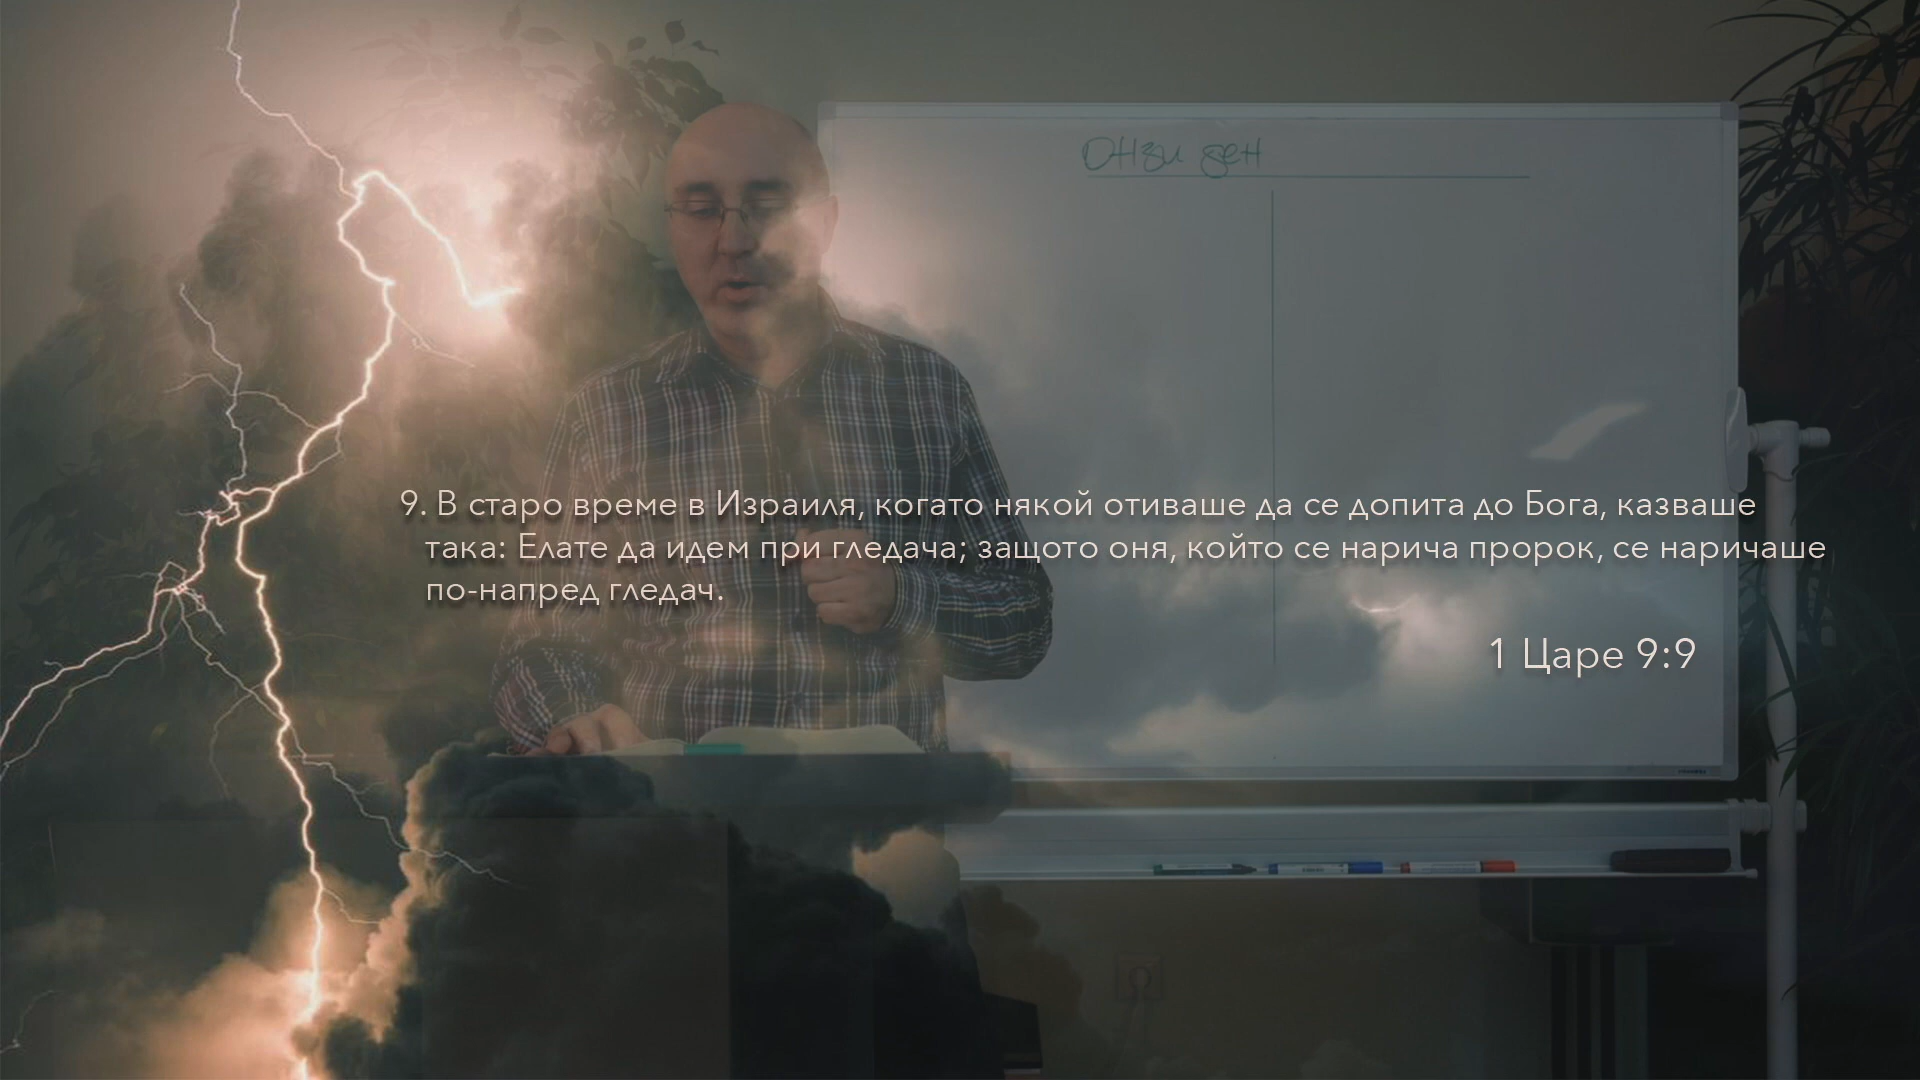 Онзи ден
9. В старо време в Израиля, когато някой отиваше да се допита до Бога, казваше
така: Елате да идем при гледача; защото оня, който се нарича пророк, се наричаше
по-напред гледач.
1 Царе 9:9